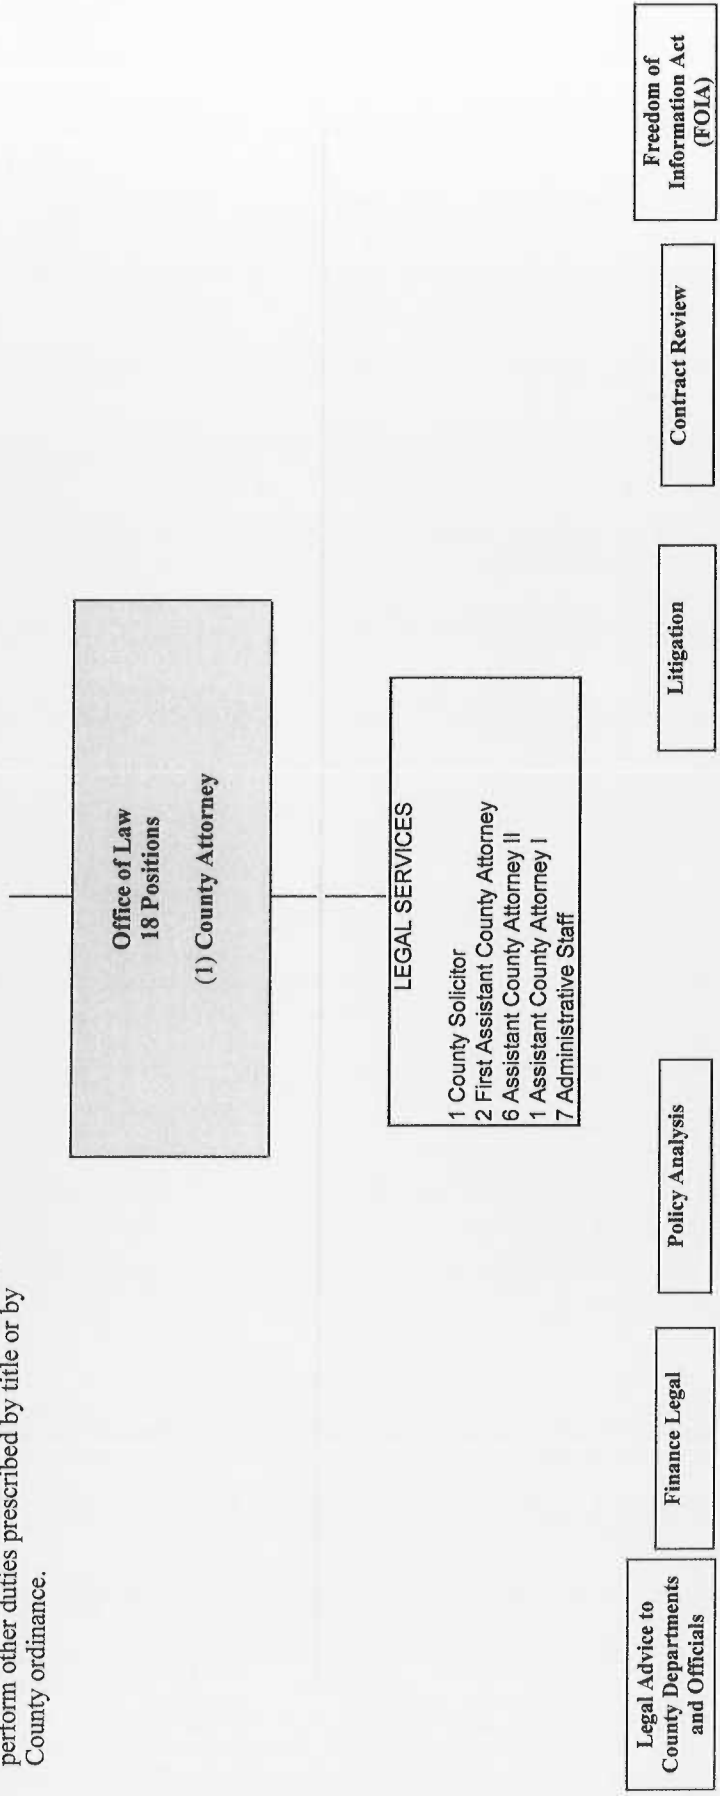 perform other duties prescribed by title or by
County ordinance.
Office of Law
18 Positions
(1) County Attorney
LEGAL SERVICES
1 County Solicitor
2 First Assistant County Attorney
6 Assistant County Attorney II
1 Assistant County Attorney I
7 Administrative Staff
Legal Advice to
County Departments
and Officials
Finance Legal
Policy Analysis
Litigation
Contract Review
Freedom of
Information Act
(FOIA)